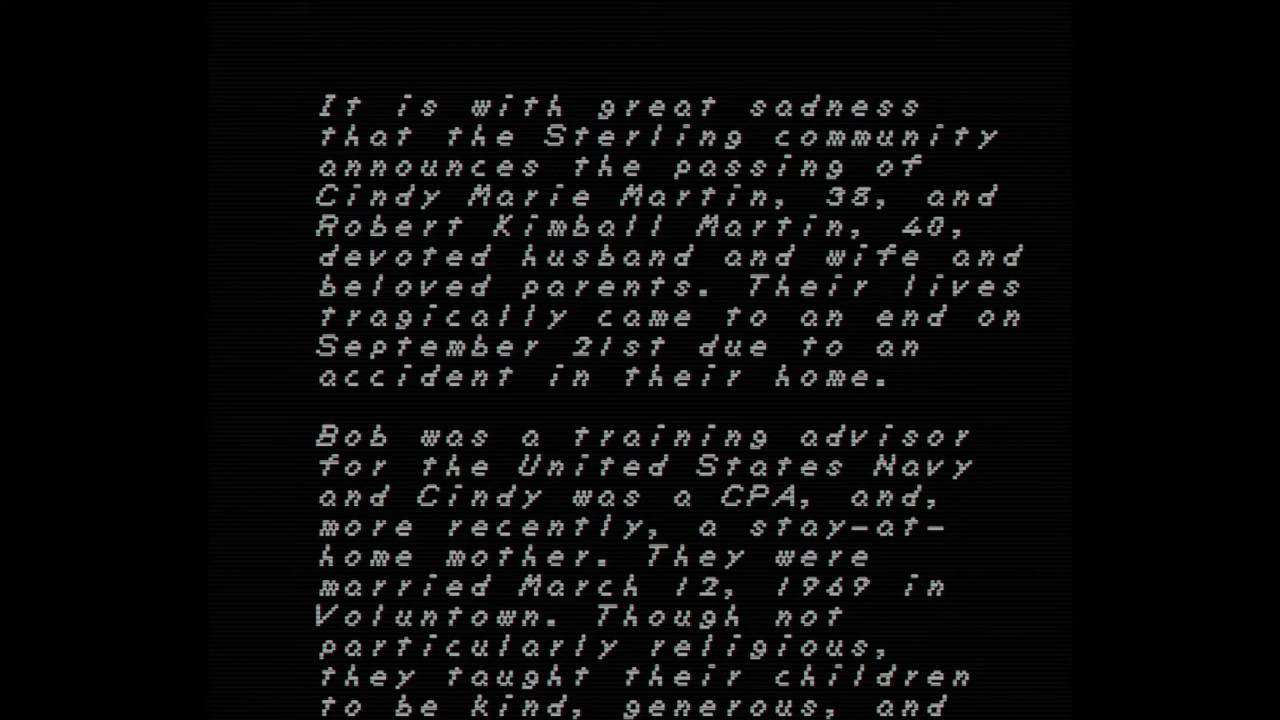 It is with great sadness
that the Sterling community
announces the passing of
Cindy Marie Martin, 38, and
Robert Kimball Martin, 40,
devoted husband and wife and
beloved parents. Their lives
tragically came to an end on
September 21st due to an
accident in their home.
Bob was a training advisor
for the United States Navy
and Cindy was a CPA, and,
more recently, a stay-at-
home mother. They were
married March 12, 1969 in
Voluntown. Though not
particularly religious,
they taught their children
to be kind, generous, and